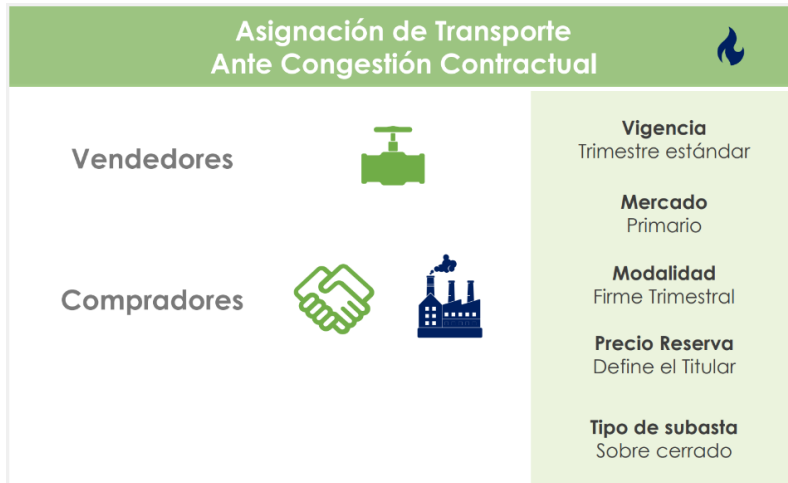 Asignación de Transporte
Ante Congestión Contractual
Vendedores
Compradores
Vigencia
Trimestre estándar
Mercado
Primario
Modalidad
Firme Trimestral
Precio Reserva
Define el Titular
Tipo de subasta
Sobre cerrado